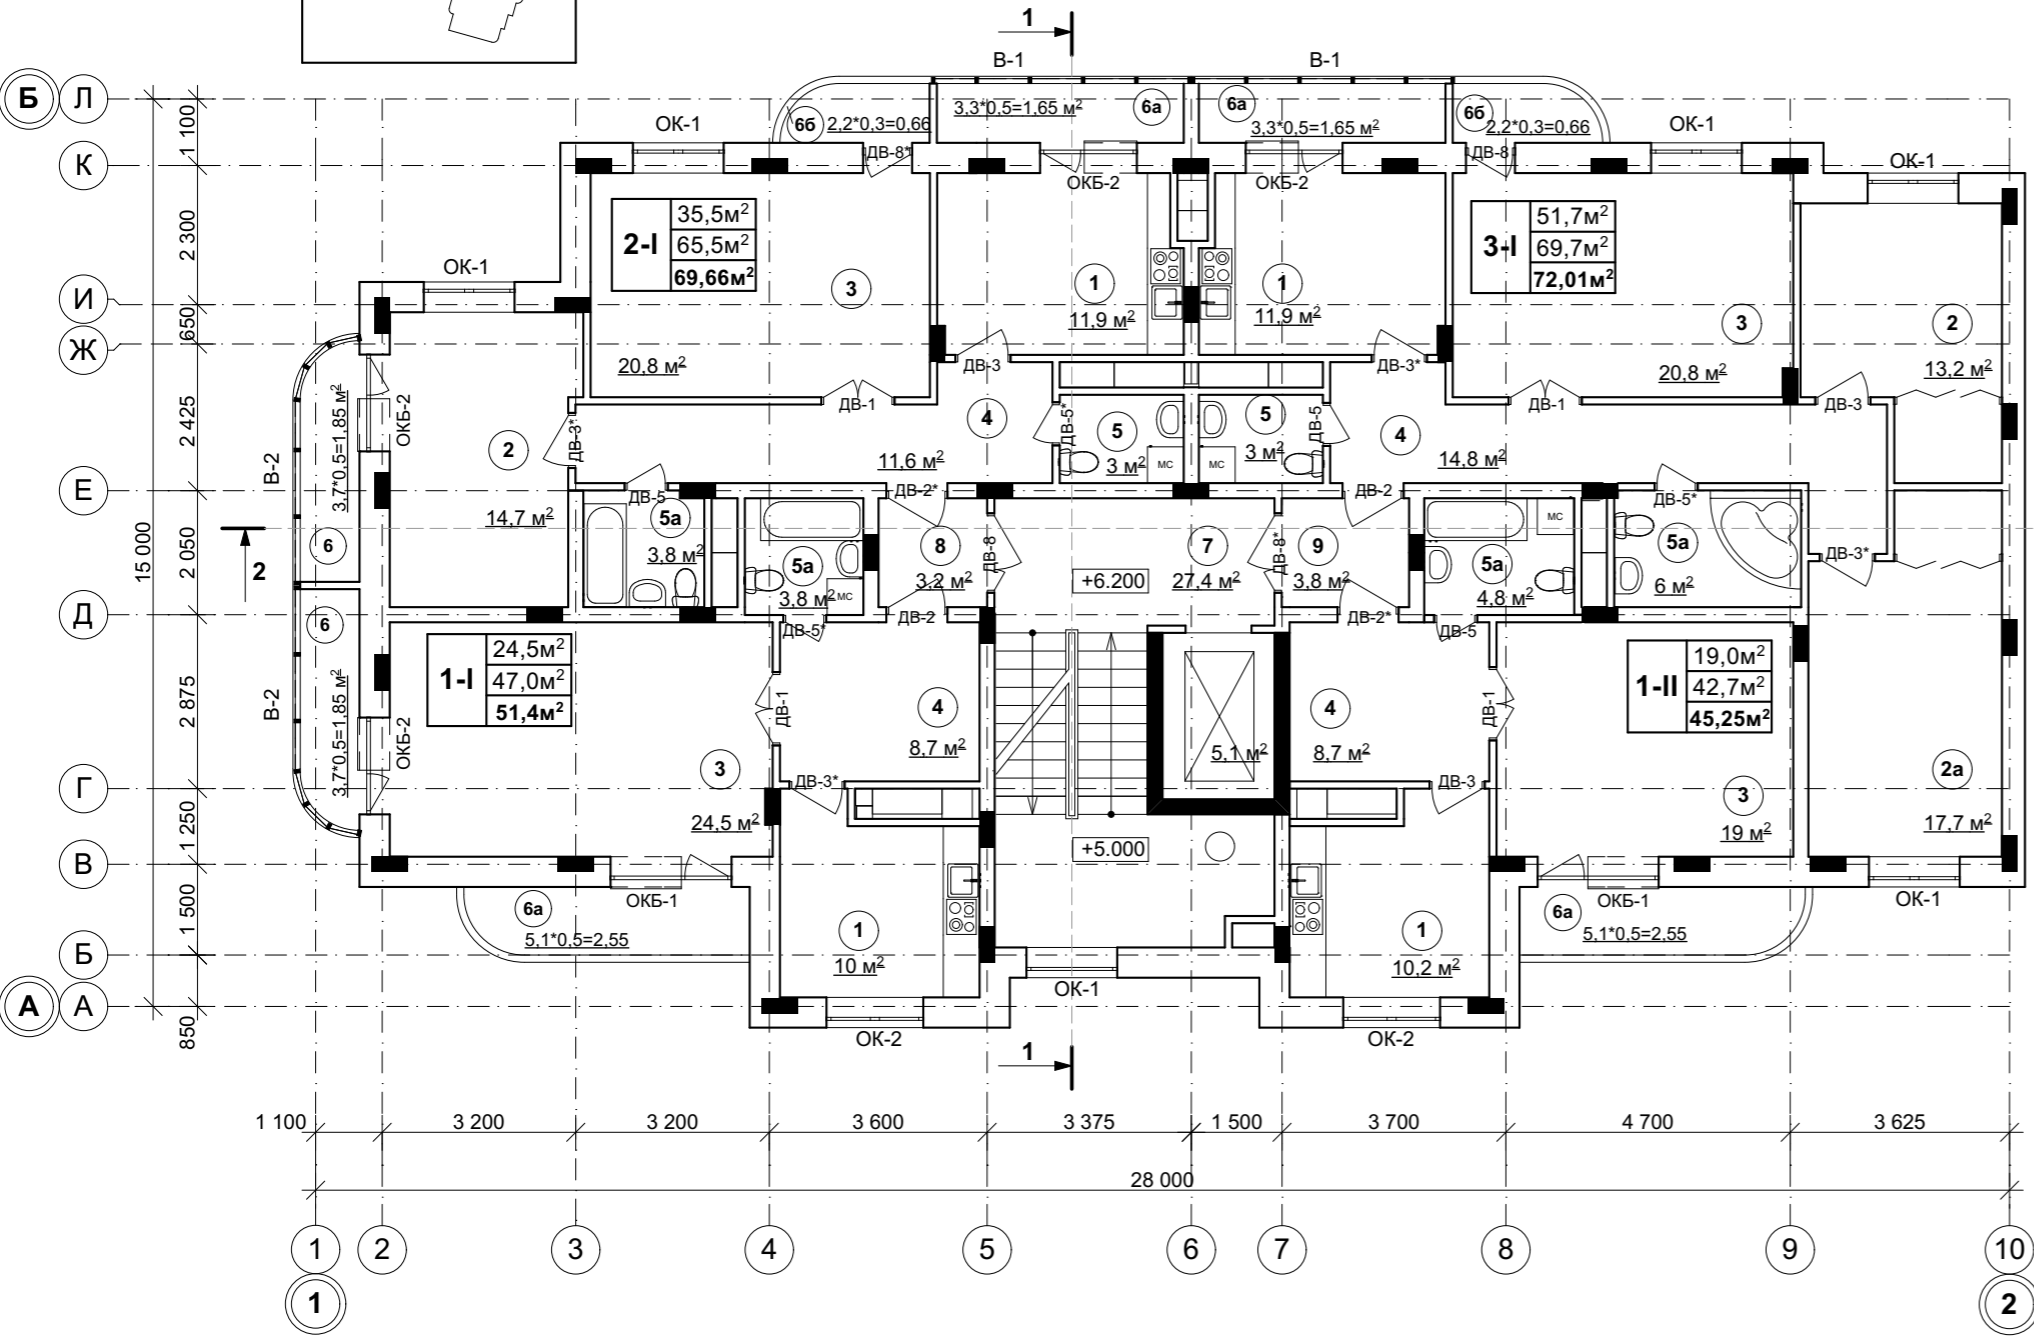 1
В-1
В-1
Б
Л
1 100
ОК-1
6б
2,2*0,3=0,66
3,3*0,5=1,65 м²
6а
6а
3,3*0,5=1,65 м²
6б
2,2*0,3=0,66
ОК-1
К
ДВ-8*
ОКБ-2
ОКБ-2
ДВ-8
ОК-1
2 300
2-I
35,5м²
65,5м²
69,66м²
3-I
51,7м²
69,7м²
72,01м²
ОК-1
3
1
1
И
11,9 м²
11,9 м²
3
2
650
Ж
20,8 м²
ДВ-3
ДВ-3*
20,8 м²
13,2 м²
3,7*0,5=1,85 м²
ОКБ-2
ДВ-1
ДВ-1
ДВ-3
2 425
В-2
2
ДВ-3*
4
ДВ-5*
5
5
ДВ-5
4
11,6 м²
3 м²
МС
МС
3 м²
14,8 м²
Е
ДВ-5
ДВ-2*
ДВ-2
ДВ-5*
14,7 м²
5а
3,8 м²
МС
15 000
2 050
2
6
5а
3,8 м²
МС
8
3,2 м²
ДВ-8
7
27,4 м²
+6.200
ДВ-8*
9
3,8 м²
5а
4,8 м²
5а
6 м²
ДВ-3*
Д
6
ДВ-5*
ДВ-2
ДВ-2*
ДВ-5
1-I
24,5м²
47,0м²
51,4м²
1-II
19,0м²
42,7м²
45,25м²
2 875
В-2
3,7*0,5=1,85 м²
ОКБ-2
ДВ-1
4
8,7 м²
5,1 м²
4
8,7 м²
ДВ-1
Г
3
24,5 м²
ДВ-3*
ДВ-3
3
19 м²
2а
17,7 м²
1 250
+5.000
В
ОКБ-1
ОКБ-1
ОК-1
1 500
6а
5,1*0,5=2,55
1
10 м²
1
10,2 м²
6а
5,1*0,5=2,55
Б
ОК-1
А
А
850
ОК-2
ОК-2
1
1 100
3 200
3 200
3 600
3 375
1 500
3 700
4 700
3 625
28 000
1
2
3
4
5
6
7
8
9
10
1
2